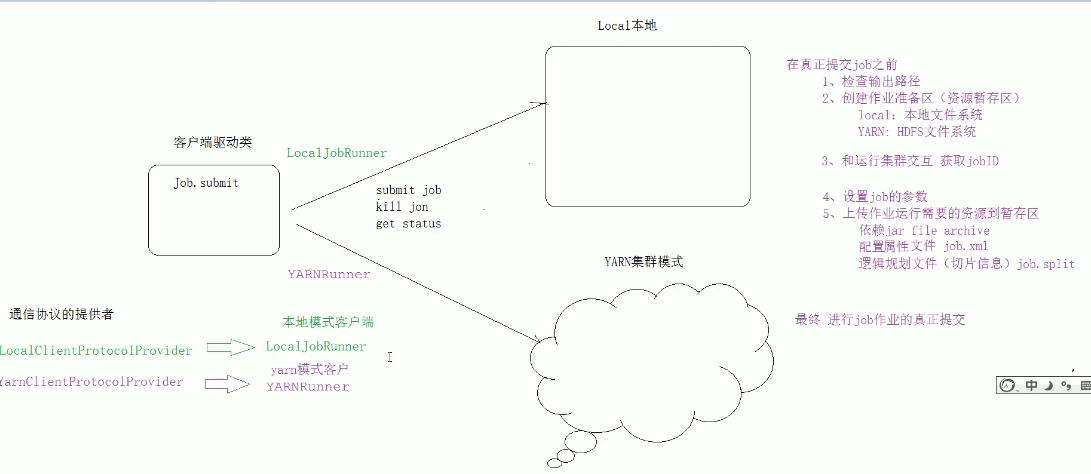 Local本地
在真正提交job之前
1、检查输出路径
2、创建作业准备区（资源暂存区）
local：本地文件系统
YARN：HDFS文件系统
3、和运行集群交互 获取jobID
4、设置job的参数
5、上传作业运行需要的资源到暂存区
依赖jar file archive
配置属性文件 job.xml
逻辑规划文件（切片信息）job.split
最终 进行job作业的真正提交
客户端驱动类
Job.submit
LocalJobRunner
submit job
kill jon
get status
YARNRunner
YARN集群模式
通信协议的提供者
本地模式客户端
LocalClientProtocolProvider
LocalJobRunner
yarn模式客户
YarnClientProtocolProvider
YARNRunner
中